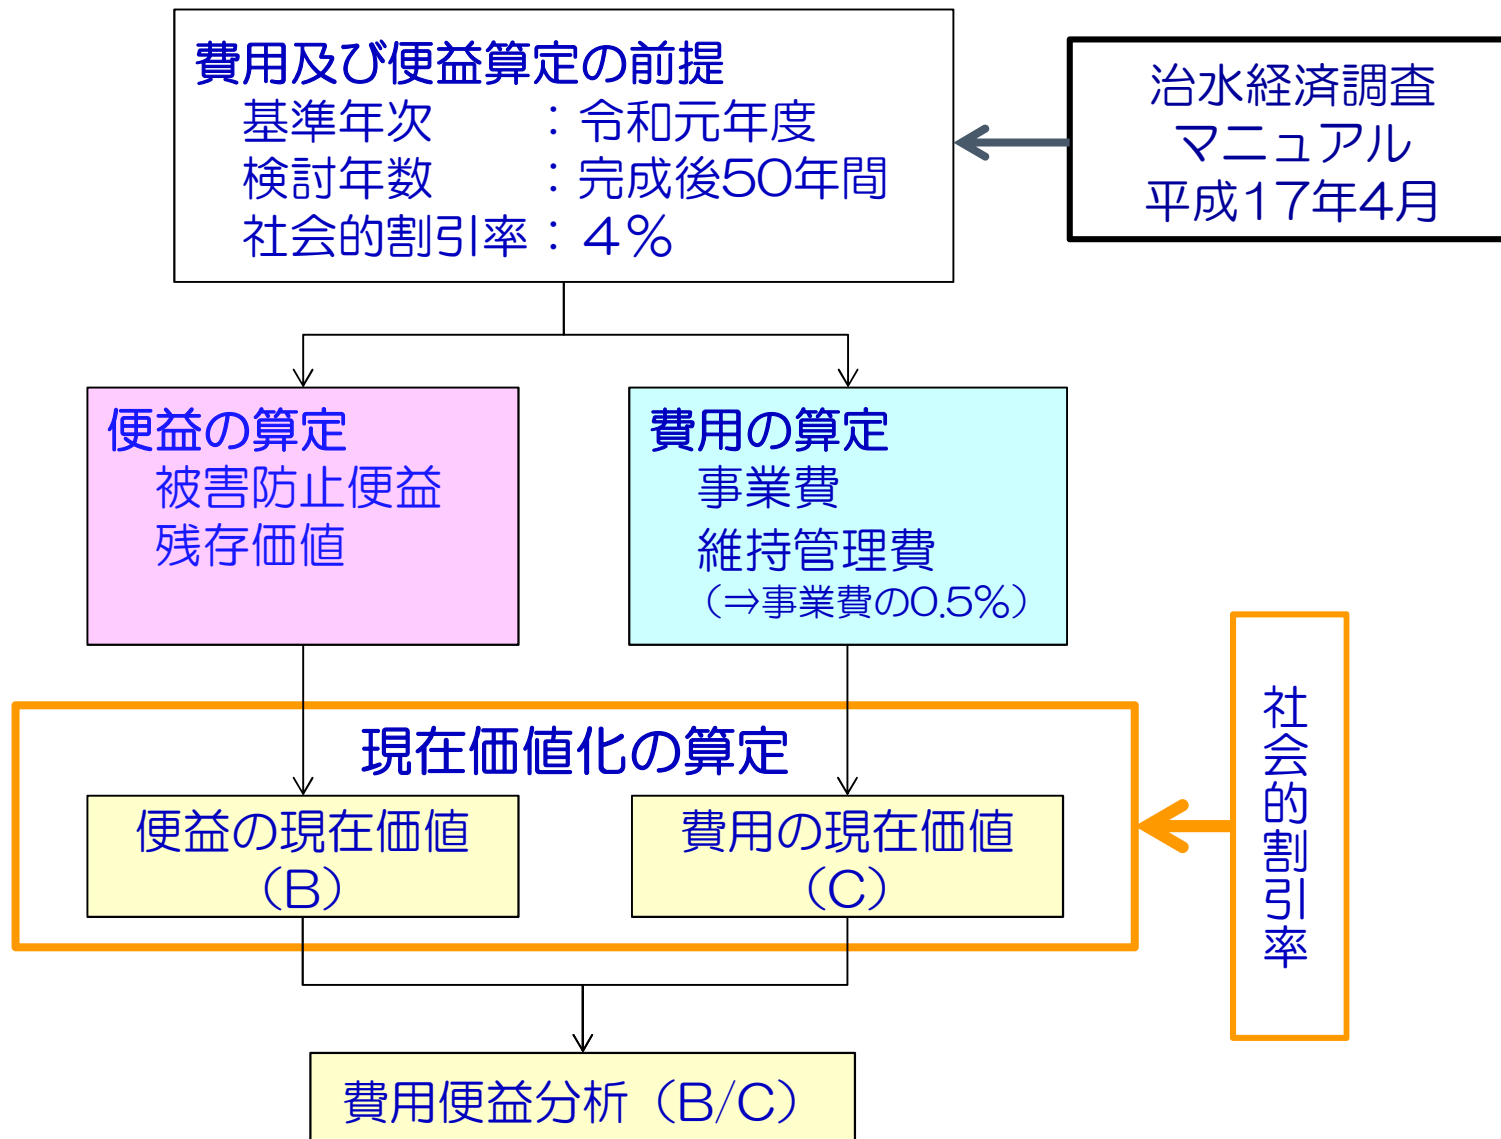 費用及び便益算定の前提
基準年次　　：令和元年度
検討年数　　：完成後50年間
社会的割引率：４％
治水経済調査
マニュアル
平成17年4月
便益の算定
被害防止便益
残存価値
費用の算定
事業費
維持管理費
（⇒事業費の0.5％）
現在価値化の算定
便益の現在価値
（B）
費用の現在価値
（C）
社会的割引率
費用便益分析（B/C）